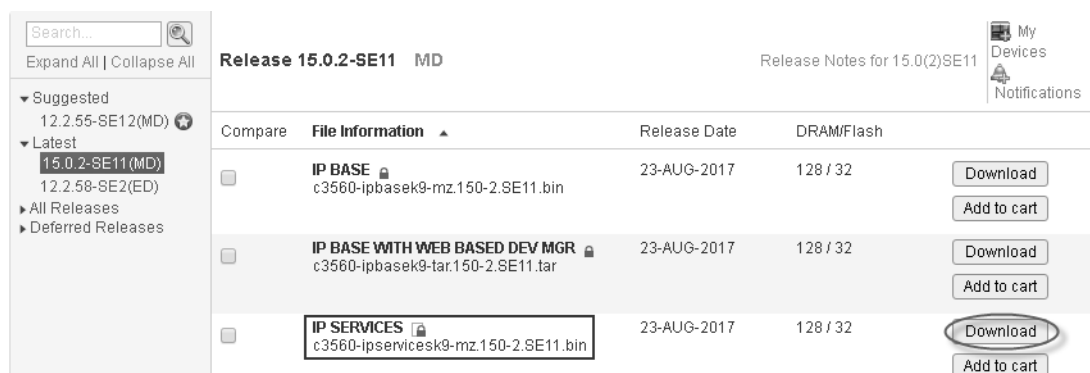 Search...
Expand All | Collapse All
Suggested
12.2.55-SE12(MD)
Latest
15.0.2-SE11(MD)
12.2.58-SE2(ED)
All Releases
Deferred Releases
Release 15.0.2-SE11 MD
Release Notes for 15.0(2)SE11
My
Devices
Notifications
Compare File Information Release Date DRAM/Flash
IP BASE 23-AUG-2017 128 / 32 Download
c3560-ipbasek9-mz.150-2.SE11.bin
Add to cart
IP BASE WITH WEB BASED DEV MGR 23-AUG-2017 128 / 32 Download
c3560-ipbasek9-tar.150-2.SE11.tar
Add to cart
IP SERVICES 23-AUG-2017 128 / 32 Download
c3560-ipservicesk9-mz.150-2.SE11.bin
Add to cart